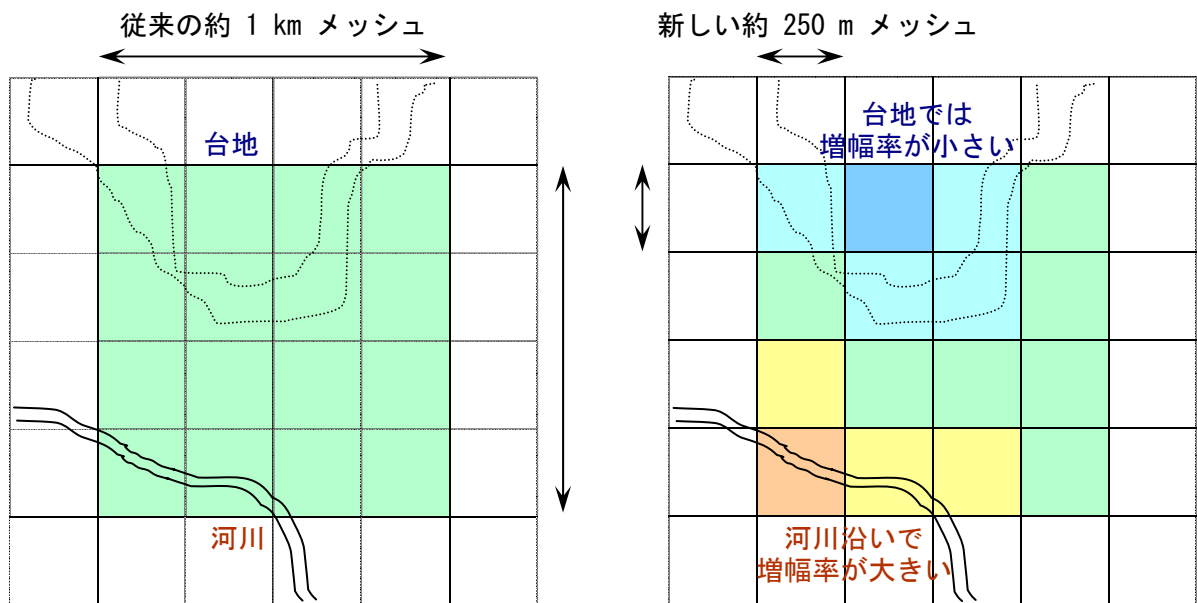 従来の約 1 km メッシュ
新しい約 250 m メッシュ
台地
台地では
増幅率が小さい
河川
河川沿いで
増幅率が大きい